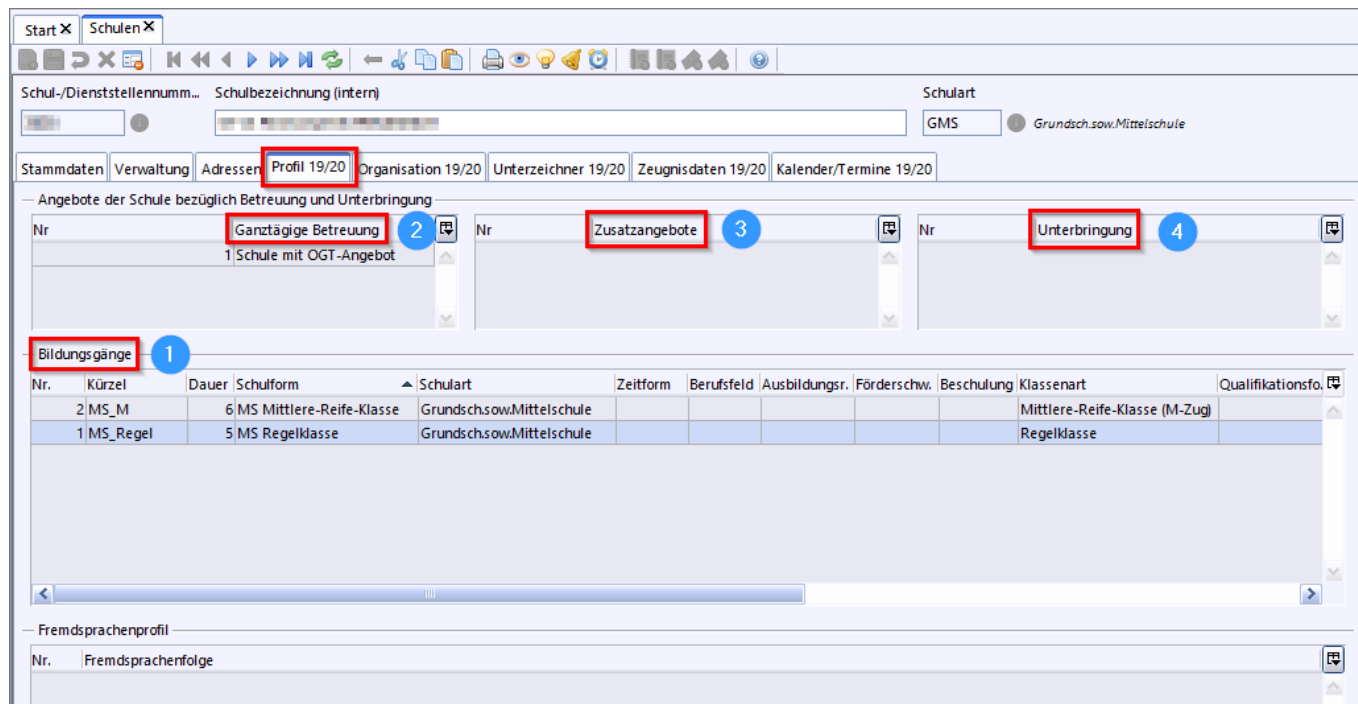 Start Schulen
Schul-/Dienststellennumm... Schulbezeichnung (intern) Schulart
GMS Grundsch.sow.Mittelschule
Stammdaten Verwaltung Adressen Profil 19/20 Organisation 19/20 Unterzeichner 19/20 Zeugnisdaten 19/20 Kalender/Termine 19/20
Angebote der Schule bezüglich Betreuung und Unterbringung
Nr Ganztägige Betreuung 2 Nr Zusatzangebote 3 Nr Unterbringung 4
1 Schule mit OGT-Angebot
Bildungsgänge 1
Nr. Kürzel Dauer Schulform Schulart Zeitform Berufsfeld Ausbildungsr. Förderschw. Beschulung Klassenart Qualifikationsfo.
2 MS_M 6 MS Mittlere-Reife-Klasse Grundsch.sow.Mittelschule Mittlere-Reife-Klasse (M-Zug)
1 MS_Regel 5 MS Regelklasse Grundsch.sow.Mittelschule Regelklasse
Fremdsprachenprofil
Nr. Fremdsprachenfolge